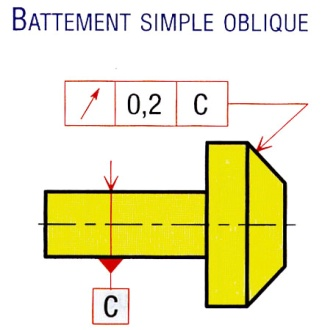 BATTEMENT SIMPLE OBLIQUE
0,2 C
C